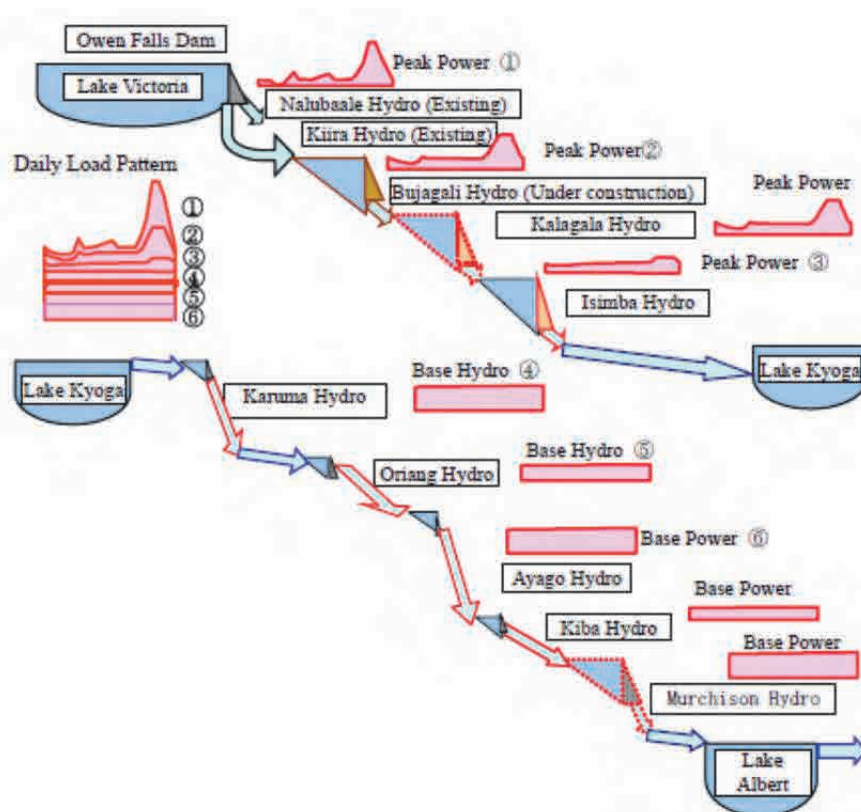 Owen Falls Dam
Lake Victoria
Peak Power ①
Nalubaale Hydro (Existing)
Kiira Hydro (Existing)
Daily Load Pattern
①
②
③
④
⑤
⑥
Peak Power②
Bujagali Hydro (Under construction)
Peak Power
Kalagala Hydro
Peak Power ③
Isimba Hydro
Lake Kyoga
Lake Kyoga
Base Hydro ④
Karuma Hydro
Base Hydro ⑤
Oriang Hydro
Base Power ⑥
Ayago Hydro
Base Power
Kiba Hydro
Base Power
Murchison Hydro
Lake
Albert